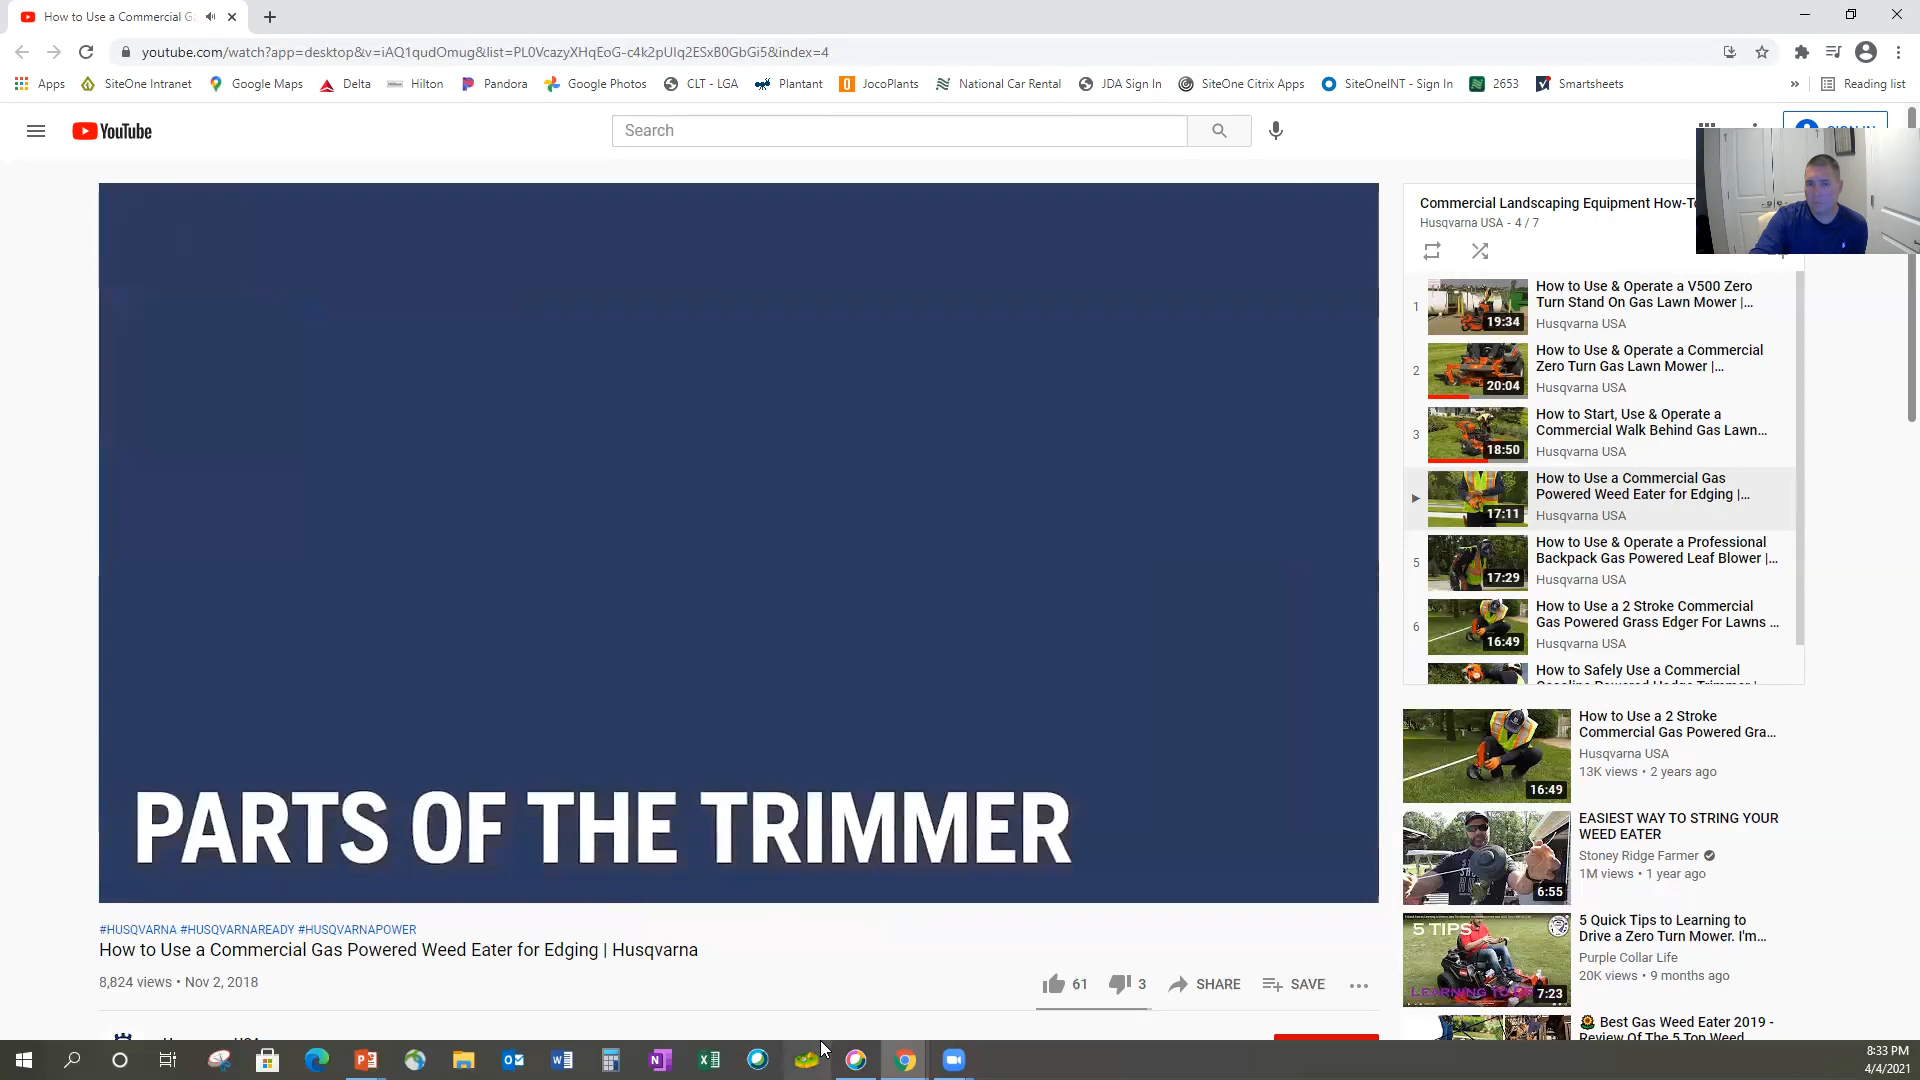 How to Use a Commercial G
youtube.com/watch?app=desktop&v=iAQ1qudOmug&list=PL0VcazyXHqEoG-c4k2pUIq2ESxB0GbGi5&index=4
Apps SiteOne Intranet Google Maps Delta Hilton Pandora Google Photos CLT - LGA Plantant JocoPlants National Car Rental JDA Sign In SiteOne Citrix Apps SiteOneINT - Sign In 2653 Smartsheets » Reading list
YouTube
Search
PARTS OF THE TRIMMER
#HUSQVARNA #HUSQVARNAREADY #HUSQVARNAPOWER
How to Use a Commercial Gas Powered Weed Eater for Edging | Husqvarna
8,824 views • Nov 2, 2018
61 3 SHARE SAVE
Commercial Landscaping Equipment How-T
Husqvarna USA - 4 / 7
1
How to Use & Operate a V500 Zero
Turn Stand On Gas Lawn Mower |...
Husqvarna USA
19:34
2
How to Use & Operate a Commercial
Zero Turn Gas Lawn Mower |...
Husqvarna USA
20:04
3
How to Start, Use & Operate a
Commercial Walk Behind Gas Lawn...
Husqvarna USA
18:50
How to Use a Commercial Gas
Powered Weed Eater for Edging |...
Husqvarna USA
17:11
5
How to Use & Operate a Professional
Backpack Gas Powered Leaf Blower |...
Husqvarna USA
17:29
6
How to Use a 2 Stroke Commercial
Gas Powered Grass Edger For Lawns ...
Husqvarna USA
16:49
How to Safely Use a Commercial
How to Use a 2 Stroke
Commercial Gas Powered Gra...
Husqvarna USA
13K views • 2 years ago
16:49
EASIEST WAY TO STRING YOUR
WEED EATER
Stoney Ridge Farmer
1M views • 1 year ago
6:55
5 Quick Tips to Learning to
Drive a Zero Turn Mower. I'm...
Purple Collar Life
20K views • 9 months ago
5 TIPS
7:23
Best Gas Weed Eater 2019 -
Review Of The 5 Top Weed
8:33 PM
4/4/2021